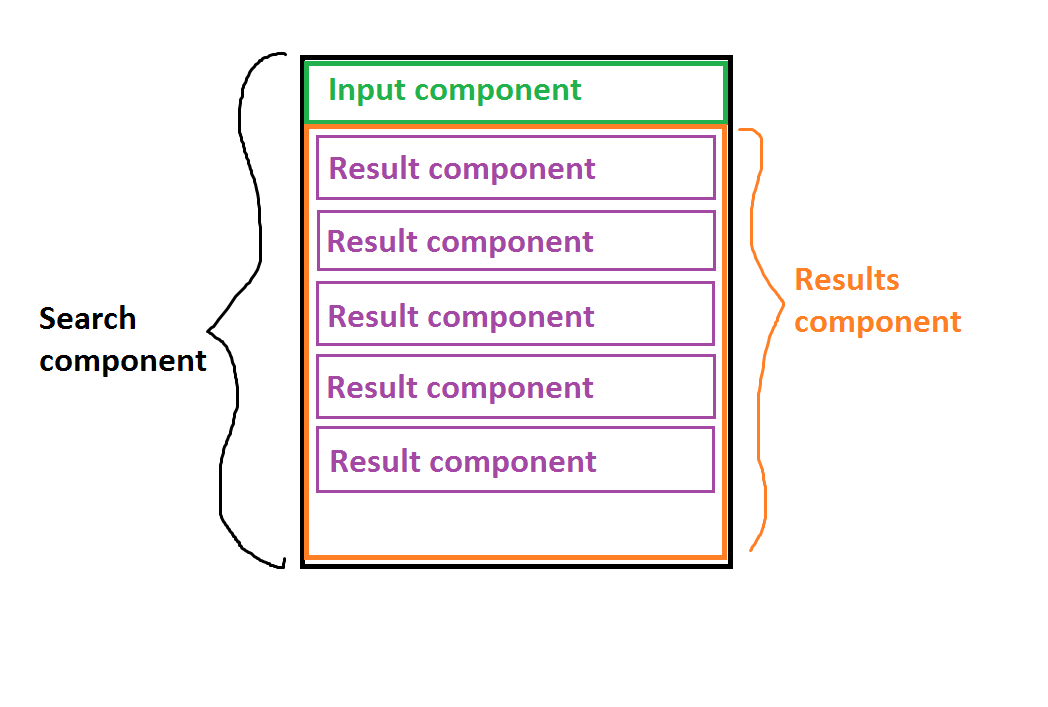 Input component
Result component
Result component
Result component
Result component
Result component
Search
component
Results
component